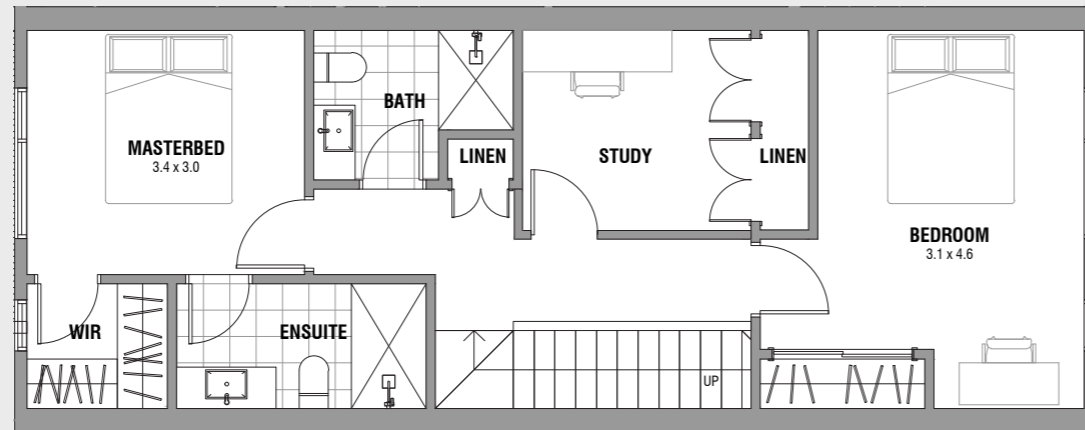 MASTERBED
3.4 x 3.0
BATH
LINEN
STUDY
LINEN
BEDROOM
3.1 x 4.6
WIR
ENSUITE
UP